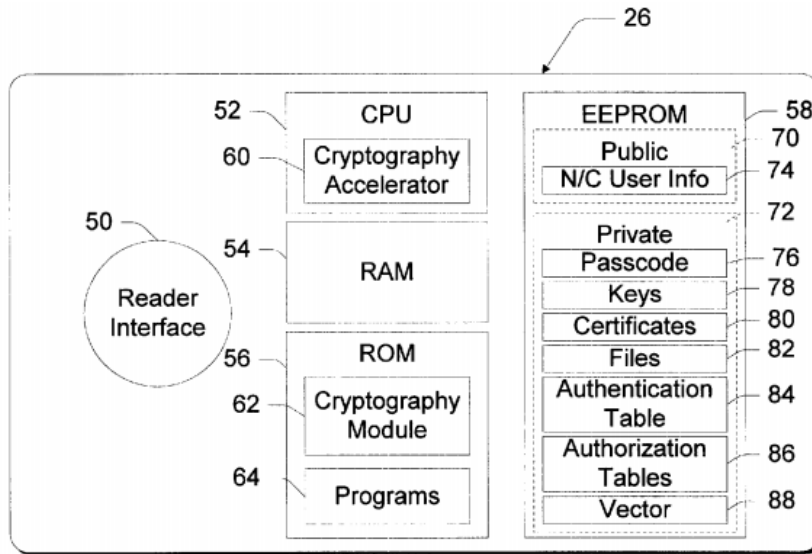 26
52
CPU
60
Cryptography
Accelerator
50
Reader
Interface
54
RAM
56
ROM
62
Cryptography
Module
64
Programs
EEPROM
58
70
Public
74
N/C User Info
72
Private
Passcode
76
Keys
78
Certificates
80
Files
82
Authentication
Table
84
Authorization
Tables
86
Vector
88